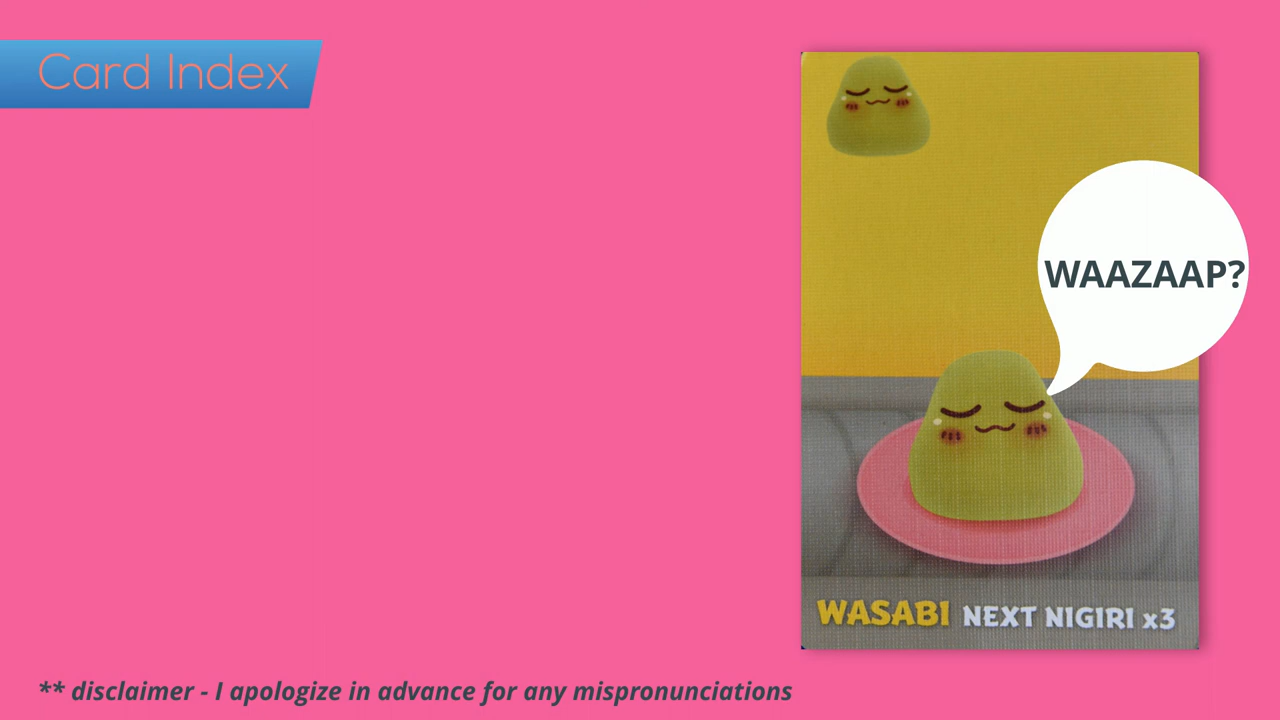 Card Index
WAAZAAP?
WASABI NEXT NIGIRI x3
** disclaimer - I apologize in advance for any mispronunciations